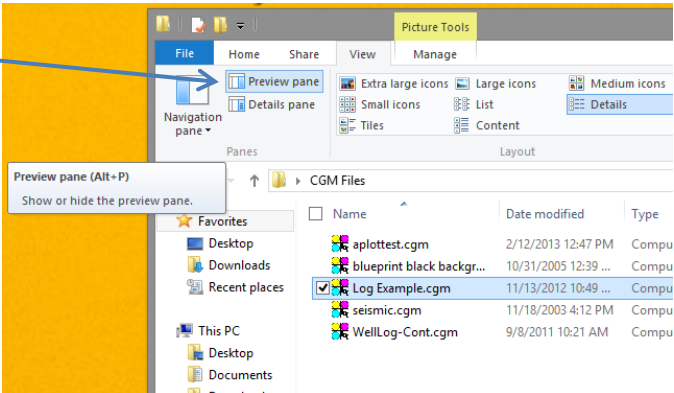 Picture Tools
File Home Share View Manage
Preview pane
Details pane
Navigation pane
Extra large icons Large icons Medium icons
Small icons List Details
Tiles Content
Panes Layout
Preview pane (Alt+P)
Show or hide the preview pane.
CGM Files
Name Date modified Type
Favorites
Desktop
Downloads
Recent places
This PC
Desktop
Documents
aplottest.cgm 2/12/2013 12:47 PM Compu
blueprint black backgr... 10/31/2005 12:39 ... Compu
Log Example.cgm 11/13/2012 10:49 ... Compu
seismic.cgm 11/18/2003 4:12 PM Compu
WellLog-Cont.cgm 9/8/2011 10:21 AM Compu